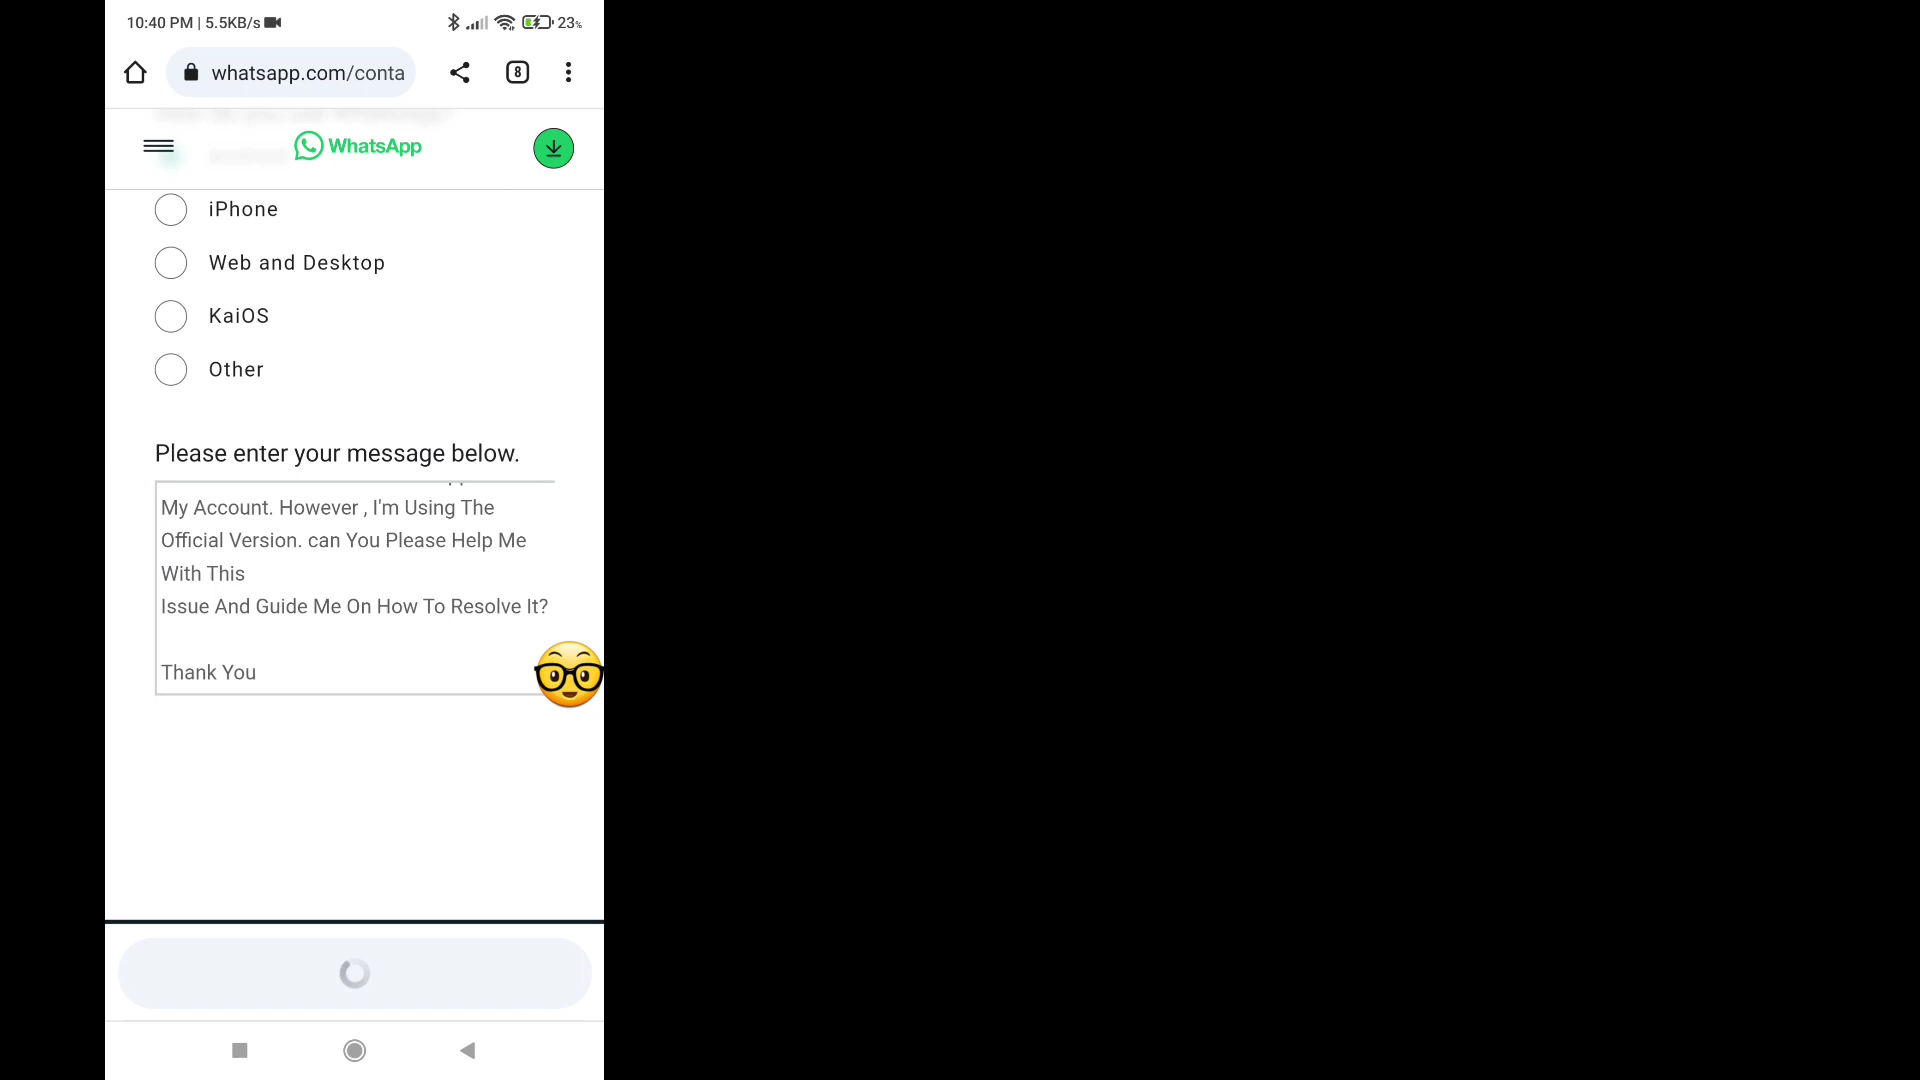 10:40 PM | 5.5KB/s
23%
whatsapp.com/conta
8
WhatsApp
iPhone
Web and Desktop
KaiOS
Other
Please enter your message below.
My Account. However , I'm Using The
Official Version. can You Please Help Me
With This
Issue And Guide Me On How To Resolve It?
Thank You